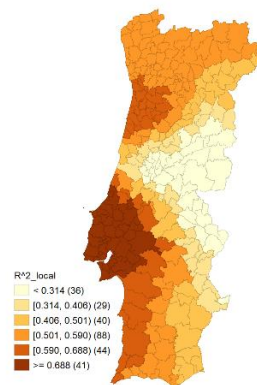 R^2_local
< 0.314 (36)
[0.314, 0.406) (29)
[0.406, 0.501) (40)
[0.501, 0.590) (88)
[0.590, 0.688) (44)
>= 0.688 (41)